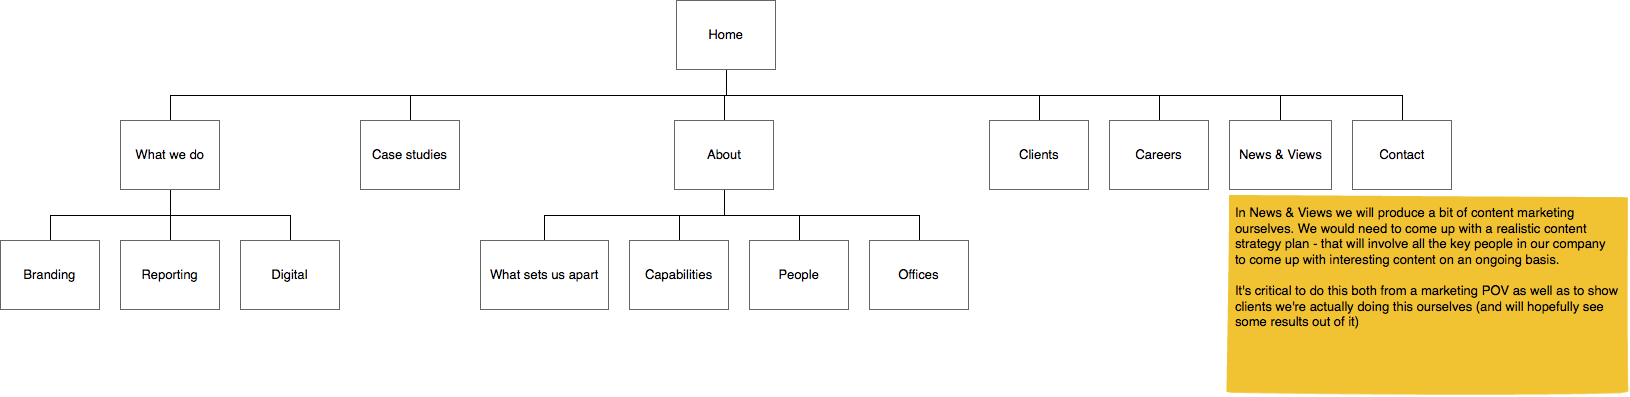 Home
What we do
Case studies
About
Clients
Careers
News & Views
Contact
Branding
Reporting
Digital
What sets us apart
Capabilities
People
Offices
In News & Views we will produce a bit of content marketing
ourselves. We would need to come up with a realistic content
strategy plan - that will involve all the key people in our company
to come up with interesting content on an ongoing basis.
It's critical to do this both from a marketing POV as well as to show
clients we're actually doing this ourselves (and will hopefully see
some results out of it)